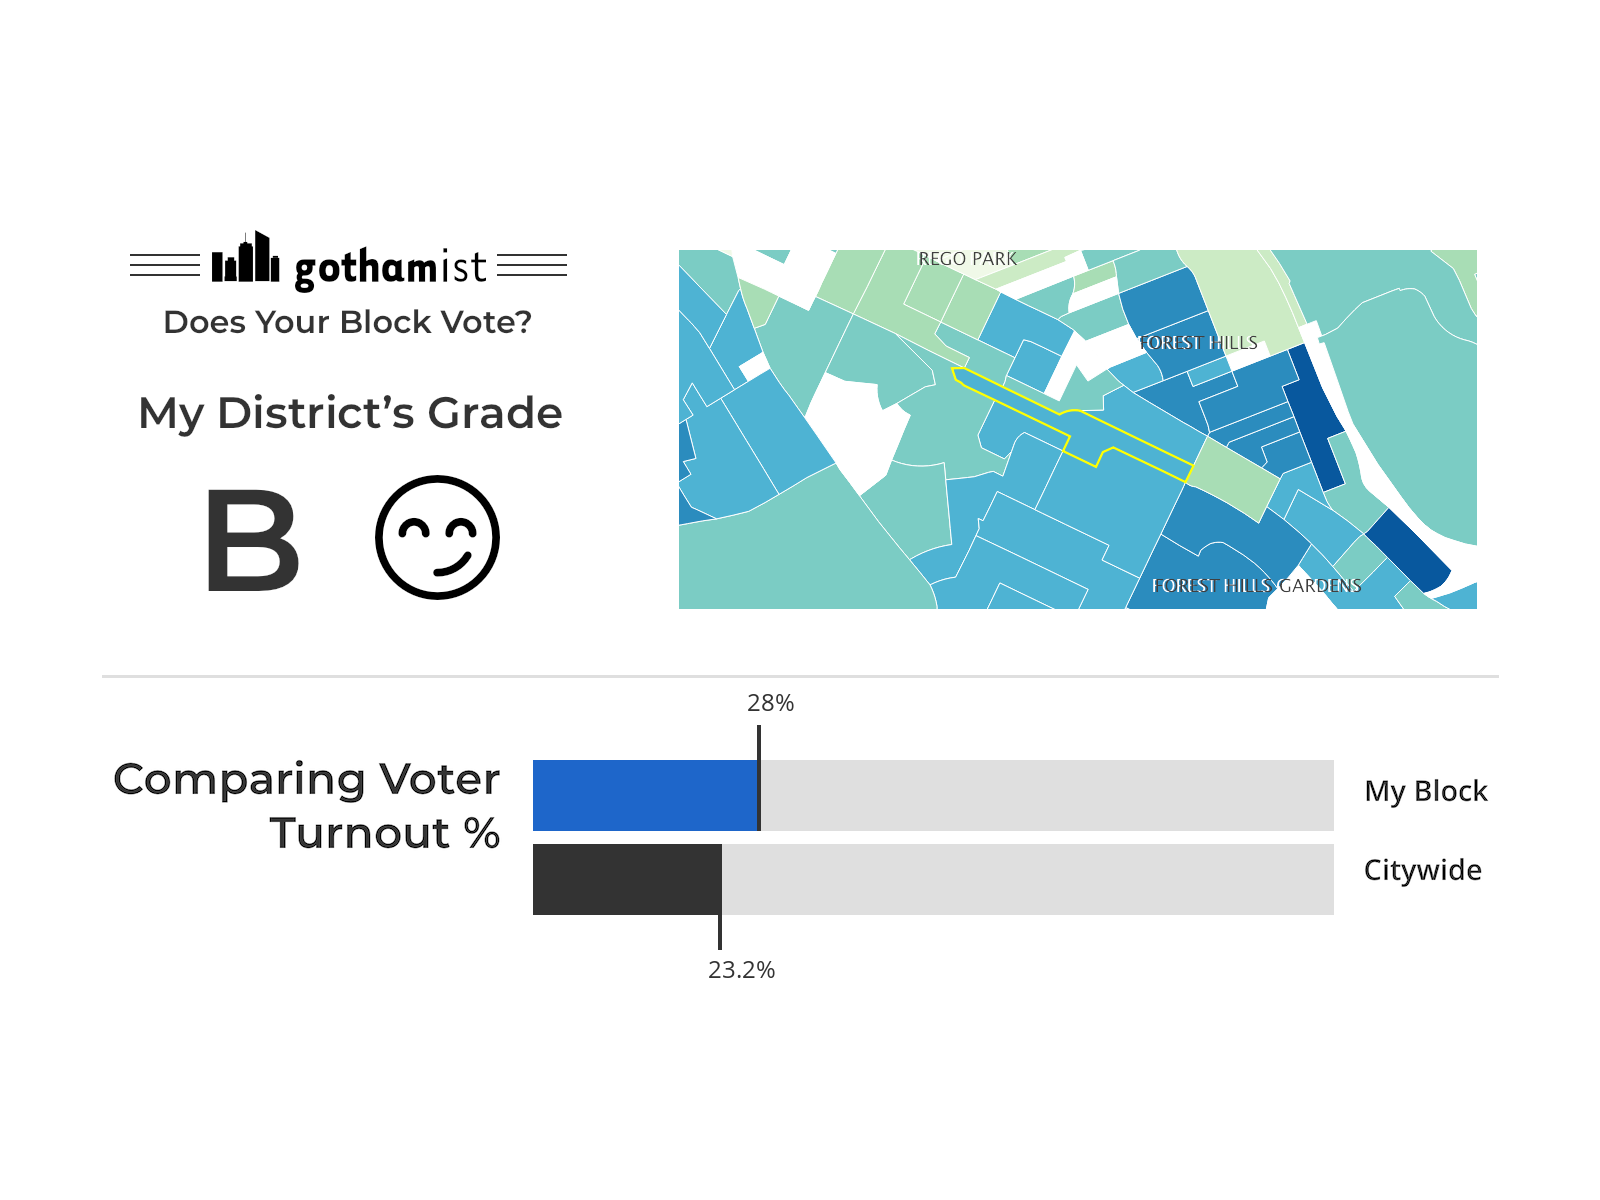 gothamist
Does Your Block Vote?
My District’s Grade
B
REGO PARK
FOREST HILLS
FOREST HILLS GARDENS
28%
Comparing Voter
Turnout %
My Block
Citywide
23.2%